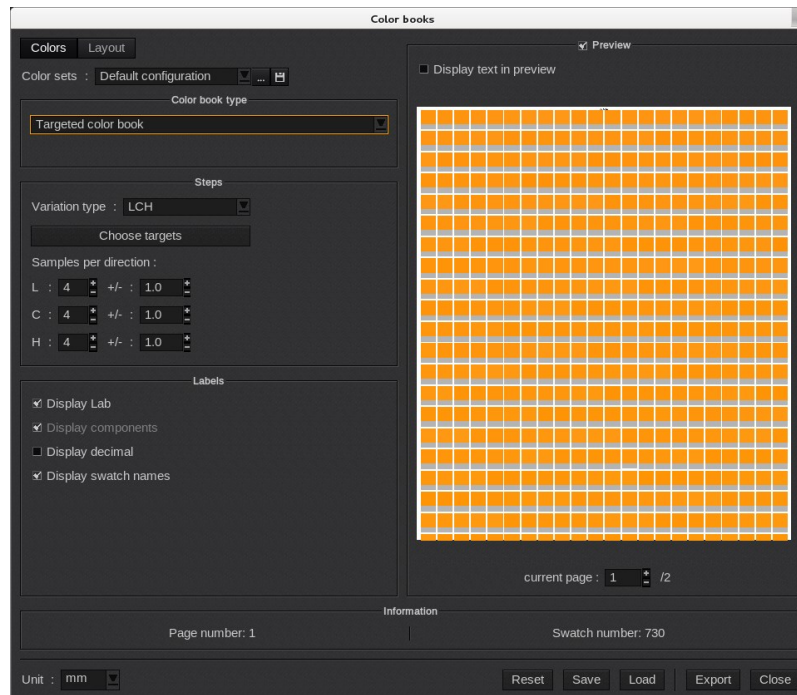 Color books
Colors Layout
Color sets : Default configuration ...
Color book type
Targeted color book
Steps
Variation type : LCH
Choose targets
Samples per direction :
L : 4 +/- : 1.0
C : 4 +/- : 1.0
H : 4 +/- : 1.0
Labels
Display Lab
Display components
Display decimal
Display swatch names
Preview
Display text in preview
current page : 1 /2
Information
Page number: 1 Swatch number: 730
Unit : mm Reset Save Load Export Close